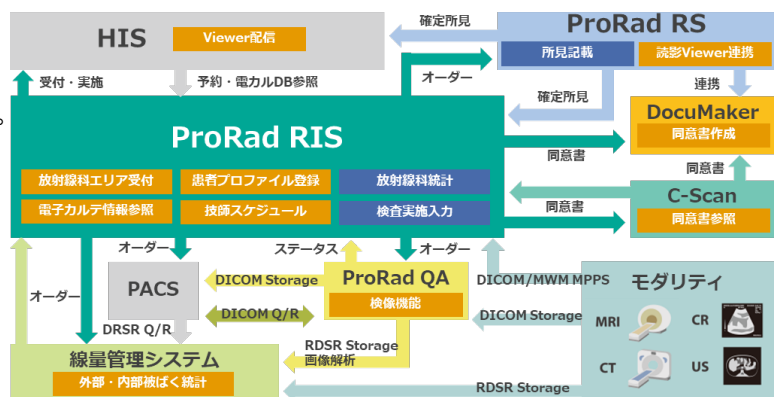 HIS
Viewer配信
確定所見
ProRad RS
所見記載
読影Viewer連携
受付・実施
予約・電カルDB参照
オーダー
確定所見
連携
DocuMaker
同意書作成
ProRad RIS
同意書
同意書
放射線科エリア受付
患者プロファイル登録
放射線科統計
電子カルテ情報参照
技師スケジュール
検査実施入力
C-Scan
同意書参照
同意書
オーダー
ステータス
オーダー
オーダー
PACS
DICOM Storage
ProRad QA
検像機能
DICOM/MWM MPPS
モダリティ
DICOM Q/R
DICOM Storage
MRI
CR
DRSR Q/R
線量管理システム
外部・内部被ばく統計
RDSR Storage
画像解析
CT
US
RDSR Storage